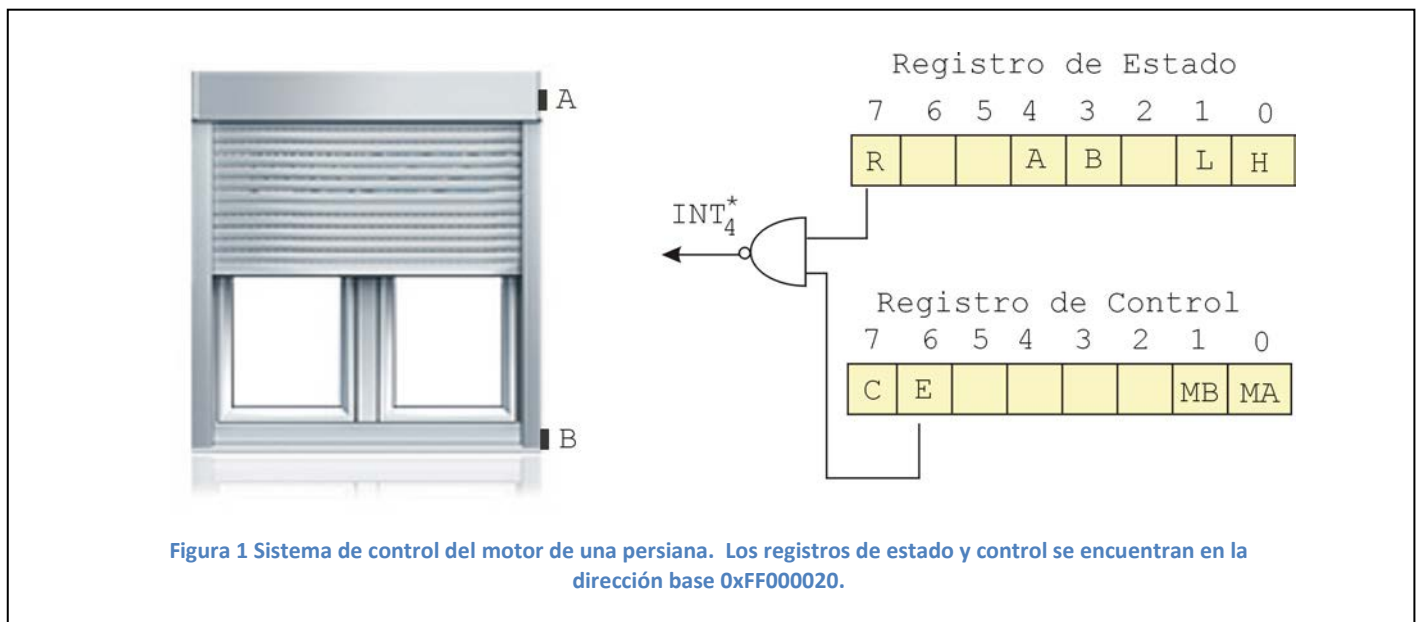 A
B
Registro de Estado
7 6 5 4 3 2 1 0
R A B L H
INT4*
Registro de Control
7 6 5 4 3 2 1 0
C E MB MA
Figura 1 Sistema de control del motor de una persiana. Los registros de estado y control se encuentran en la
dirección base 0xFF000020.